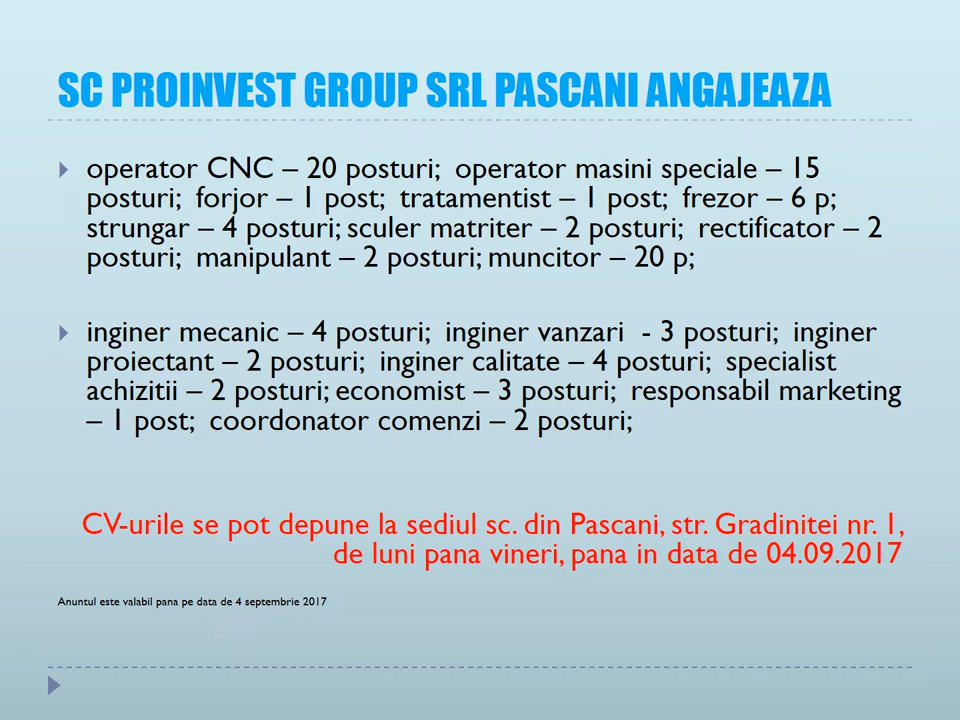 SC PROINVEST GROUP SRL PASCANI ANGAJEAZA
operator CNC – 20 posturi;  operator masini speciale – 15
posturi;  forjor – 1 post;  tratamentist – 1 post;  frezor – 6 p;
strungar – 4 posturi; sculer matriter – 2 posturi;  rectificator – 2
posturi;  manipulant – 2 posturi; muncitor – 20 p;
inginer mecanic – 4 posturi;  inginer vanzari  - 3 posturi;  inginer
proiectant – 2 posturi;  inginer calitate – 4 posturi;  specialist
achizitii – 2 posturi; economist – 3 posturi;  responsabil marketing
– 1 post;  coordonator comenzi – 2 posturi;
CV-urile se pot depune la sediul sc. din Pascani, str. Gradinitei nr. 1,
de luni pana vineri, pana in data de 04.09.2017
Anuntul este valabil pana pe data de 4 septembrie 2017